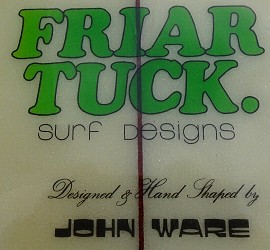 FRIAR
TUCK.
surf Designs
Designed & Hand Shaped by
JOHN WARE